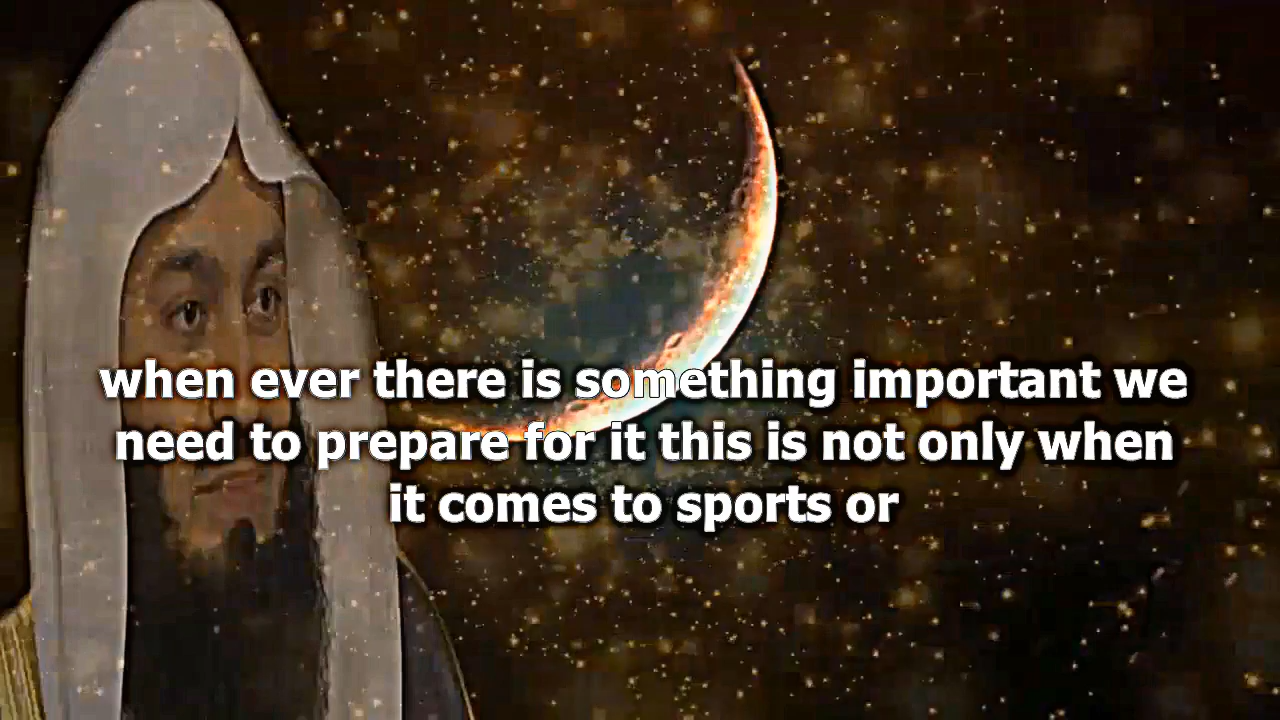 when ever there is something important we
need to prepare for it this is not only when
it comes to sports or